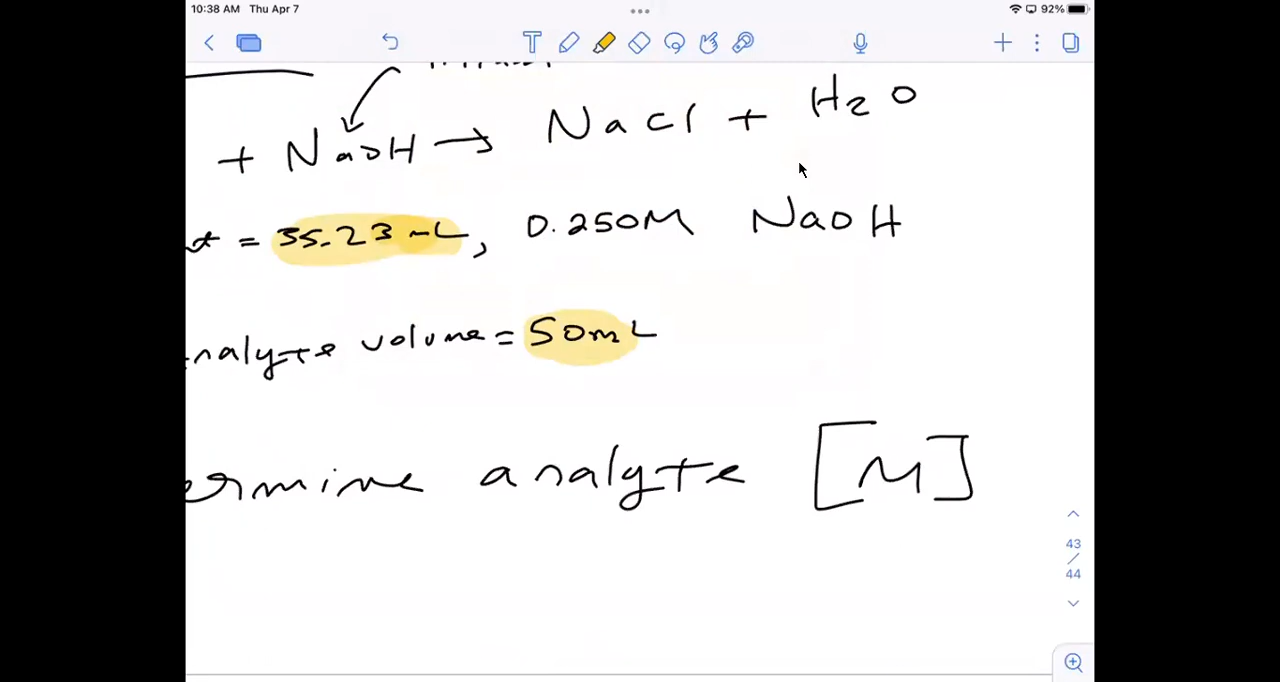 10:38 AM Thu Apr 7
92%
+ NaOH → NaCl + H2O
= 35.23 mL, 0.250M NaOH
analyte volume = 50mL
ermine analyte [M]
43
44